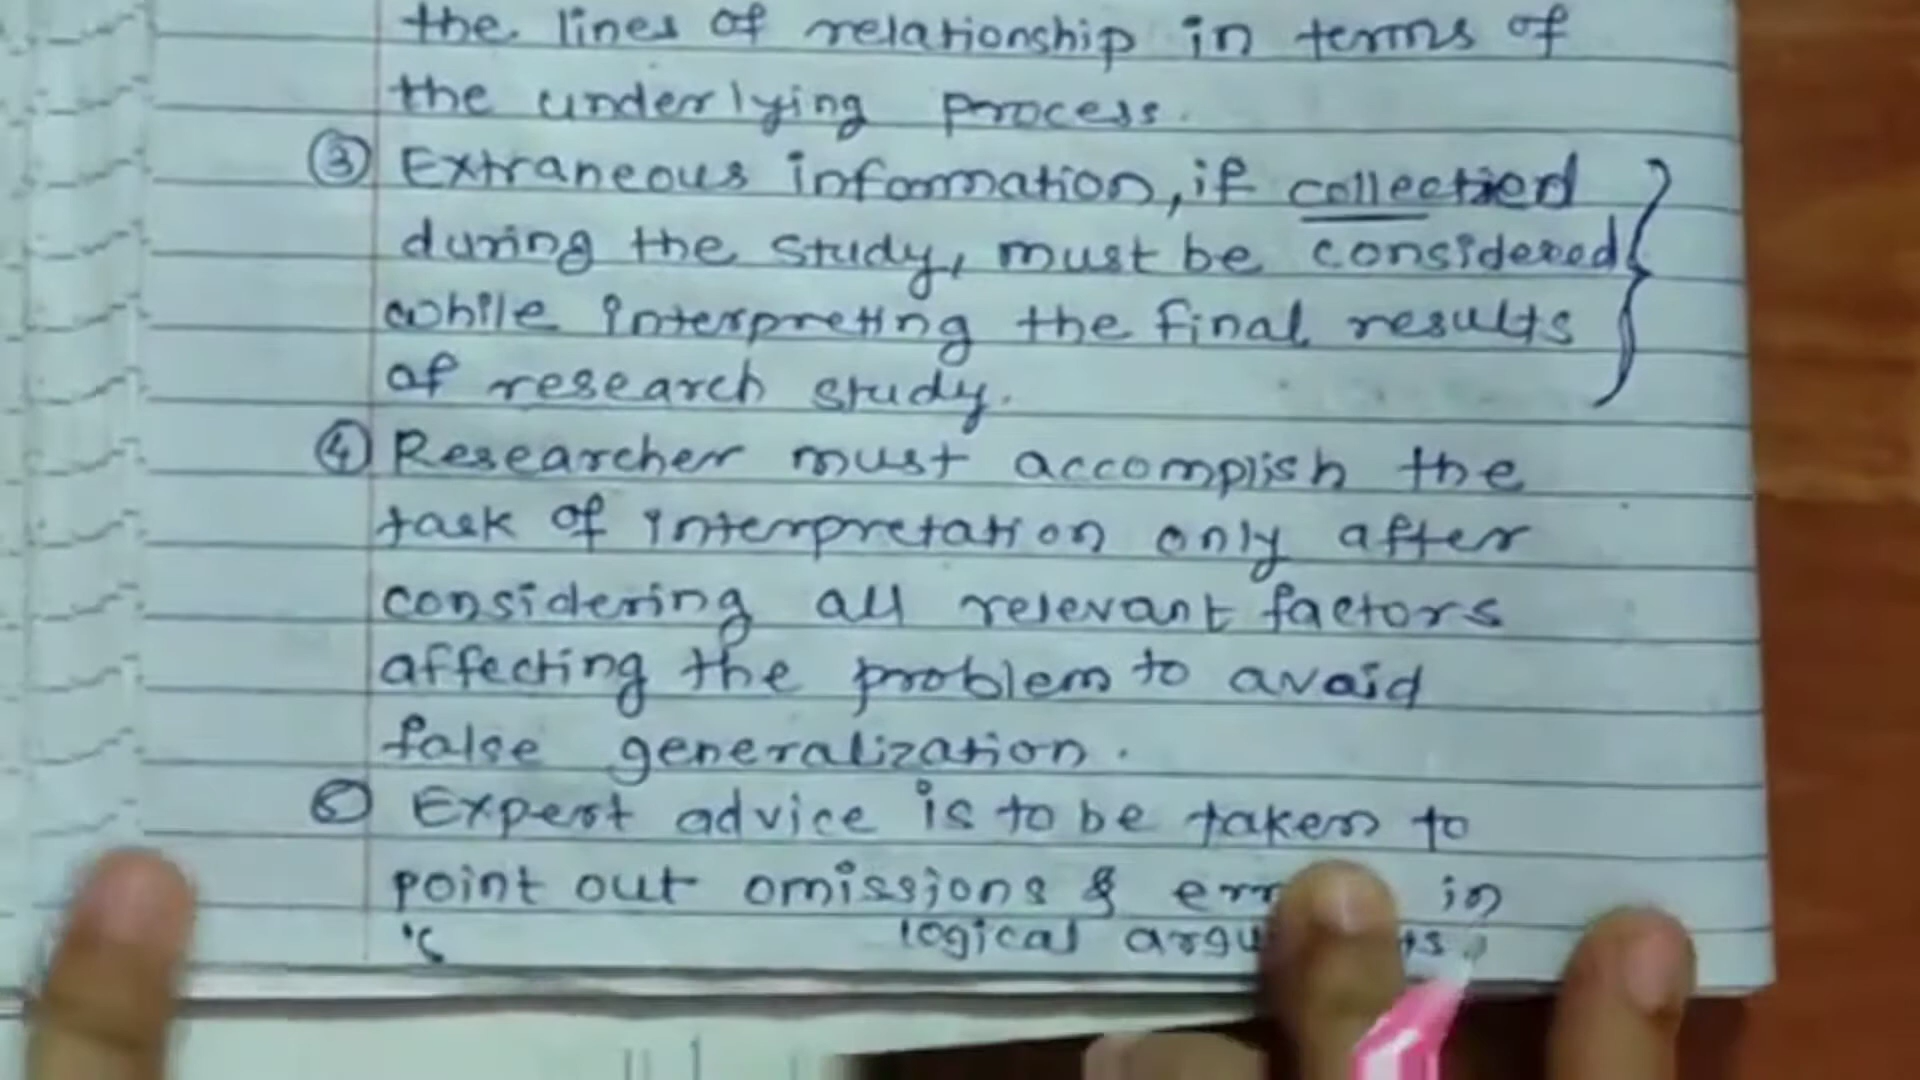 the lines of relationship in terms of
the underlying process.
③ Extraneous information, if collectied
during the study, must be considered
while interpreting the final results
of research study.
④ Researcher must accomplish the
task of interpretation only after
considering all relevant factors
affecting the problem to avoid
false generalization.
⑤ Expert advice is to be taken to
point out omissions & in
logical